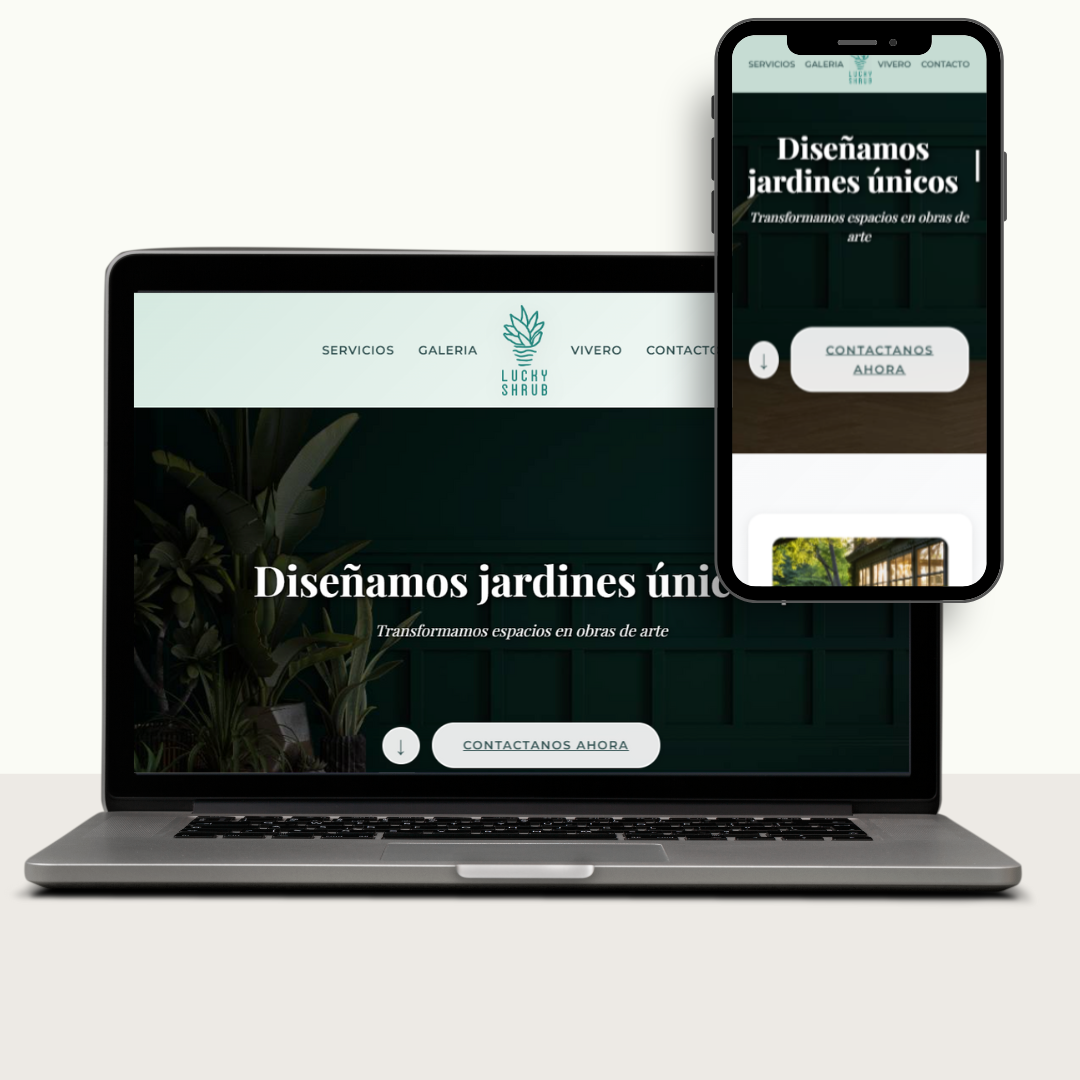 SERVICIOS GALERIA VIVERO CONTACTO
LUCKY
SHRUB
Diseñamos
jardines únicos
Transformamos espacios en obras de
arte
↓ CONTACTANOS
AHORA
SERVICIOS GALERIA VIVERO CONTACTO
LUCKY
SHRUB
Diseñamos jardines únic
Transformamos espacios en obras de arte
↓ CONTACTANOS AHORA